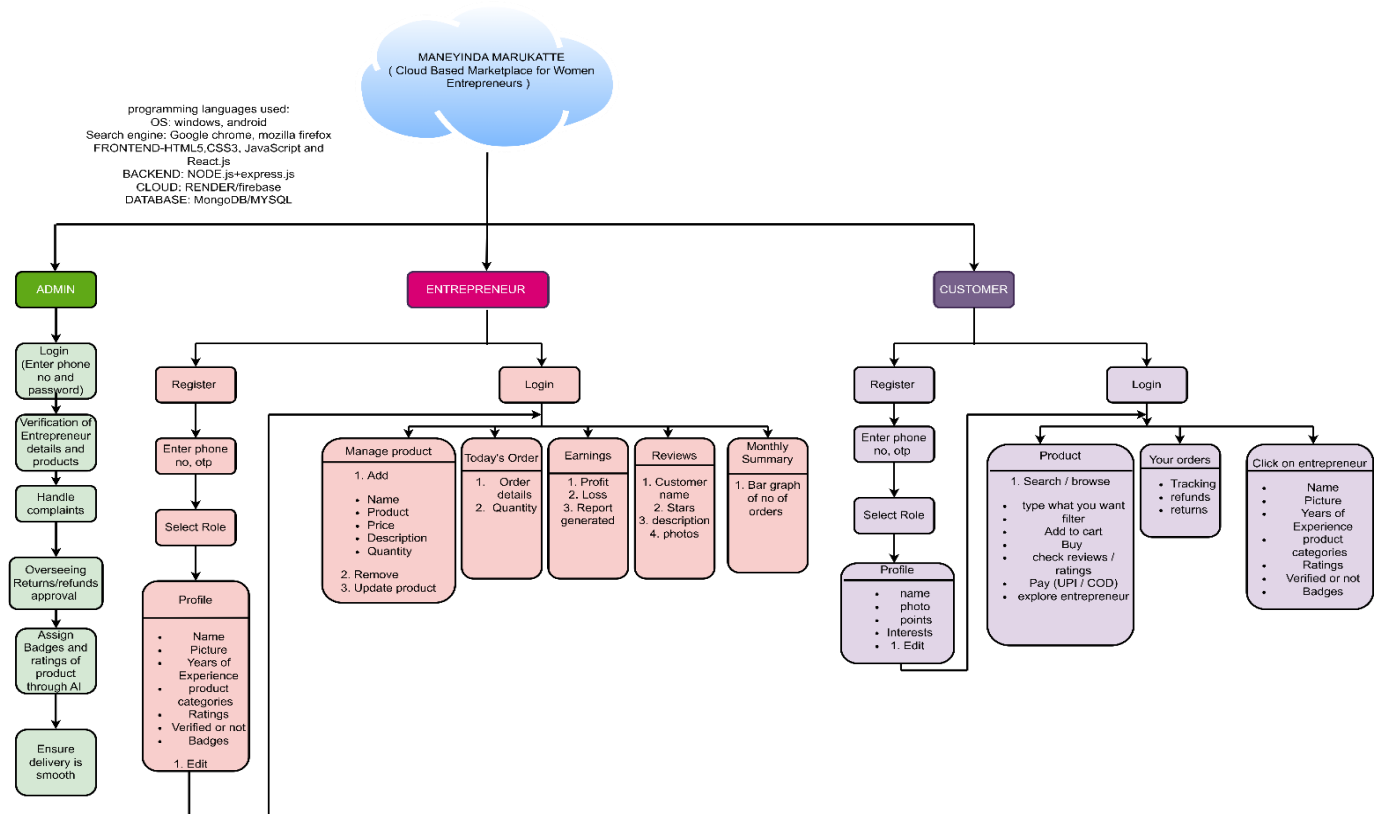 MANEYINDA MARUKATTE
( Cloud Based Marketplace for Women
Entrepreneurs )
programming languages used:
OS: windows, android
Search engine: Google chrome, mozilla firefox
FRONTEND-HTML5,CSS3, JavaScript and
React.js
BACKEND: NODE.js+express.js
CLOUD: RENDER/firebase
DATABASE: MongoDB/MYSQL
ADMIN
Login
(Enter phone
no and
password)
Verification of
Entrepreneur
details and
products
Handle
complaints
Overseeing
Returns/refunds
approval
Assign
Badges and
ratings of
product
through AI
Ensure
delivery is
smooth
ENTREPRENEUR
Register
Enter phone
no, otp
Select Role
Profile
• Name
• Picture
• Years of
Experience
• product
categories
• Ratings
• Verified or not
• Badges
1. Edit
Login
Manage product
1. Add
• Name
• Product
• Price
• Description
• Quantity
2. Remove
3. Update product
Today's Order
1. Order
details
2. Quantity
Earnings
1. Profit
2. Loss
3. Report
generated
Reviews
1. Customer
name
2. Stars
3. description
4. photos
Monthly
Summary
1. Bar graph
of no of
orders
CUSTOMER
Register
Enter phone
no, otp
Select Role
Profile
• name
• photo
• points
• Interests
• 1. Edit
Login
Product
1. Search / browse
• type what you want
• filter
• Add to cart
• Buy
• check reviews /
ratings
• Pay (UPI / COD)
• explore entrepreneur
Your orders
• Tracking
• refunds
• returns
Click on entrepreneur
• Name
• Picture
• Years of
Experience
• product
categories
• Ratings
• Verified or not
• Badges